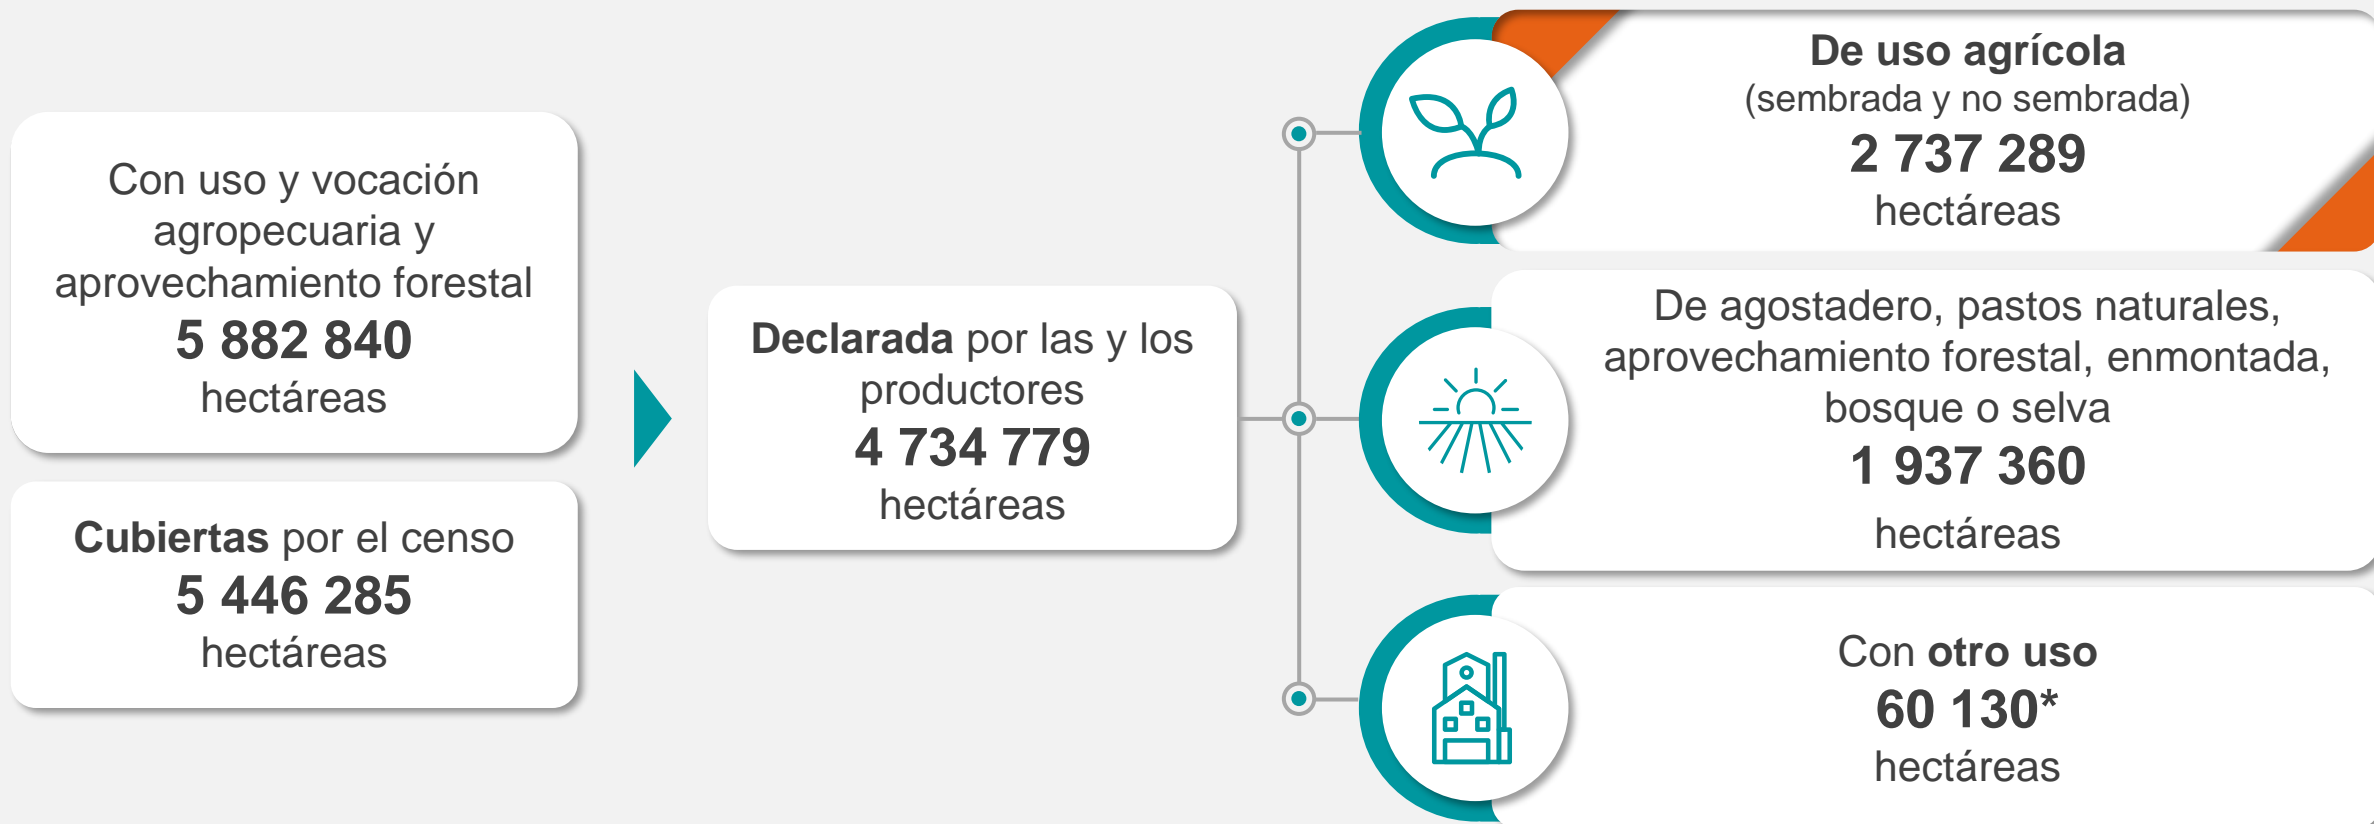 Con uso y vocación
agropecuaria y
aprovechamiento forestal
5 882 840
hectáreas
Cubiertas por el censo
5 446 285
hectáreas
Declarada por las y los
productores
4 734 779
hectáreas
De uso agrícola
(sembrada y no sembrada)
2 737 289
hectáreas
De agostadero, pastos naturales,
aprovechamiento forestal, enmontada,
bosque o selva
1 937 360
hectáreas
Con otro uso
60 130*
hectáreas